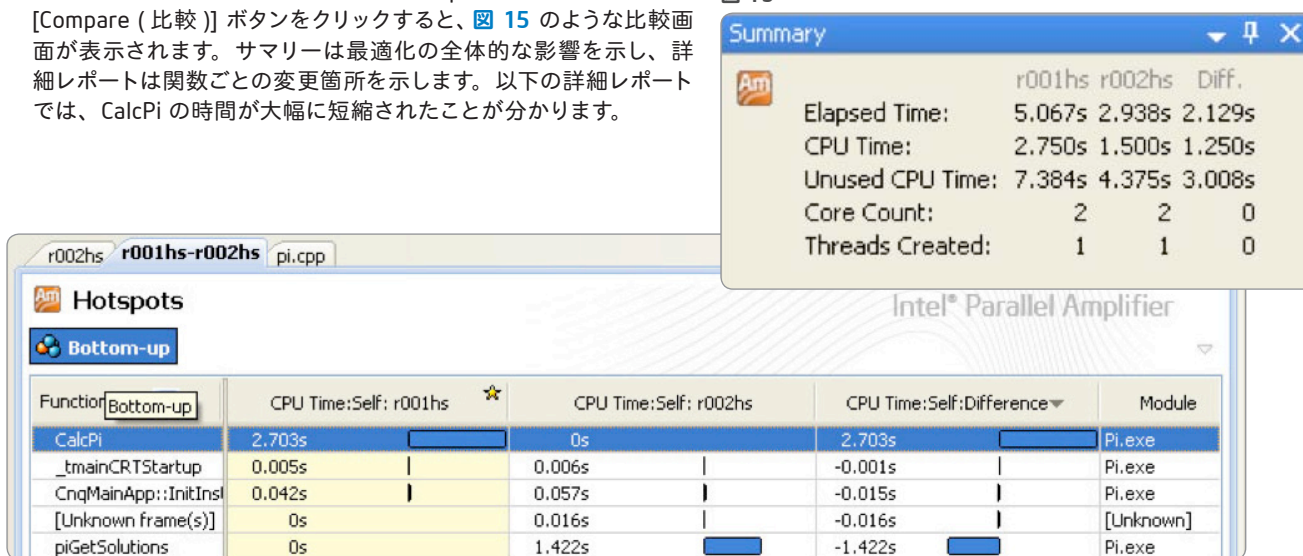 [Compare ( 比較 )] ボタンをクリックすると、図 15 のような比較画
面が表示されます。サマリーは最適化の全体的な影響を示し、詳
細レポートは関数ごとの変更箇所を示します。以下の詳細レポート
では、CalcPi の時間が大幅に短縮されたことが分かります。
Summary
Am
r001hs r002hs Diff.
Elapsed Time: 5.067s 2.938s 2.129s
CPU Time: 2.750s 1.500s 1.250s
Unused CPU Time: 7.384s 4.375s 3.008s
Core Count: 2 2 0
Threads Created: 1 1 0
r002hs r001hs-r002hs pi.cpp
Am Hotspots Intel® Parallel Amplifier
Bottom-up
Function Bottom-up CPU Time:Self: r001hs CPU Time:Self: r002hs CPU Time:Self:Difference Module
CalcPi 2.703s 0s 2.703s Pi.exe
_tmainCRTStartup 0.005s 0.006s -0.001s Pi.exe
CnqMainApp::InitInst 0.042s 0.057s -0.015s Pi.exe
[Unknown frame(s)] 0s 0.016s -0.016s [Unknown]
piGetSolutions 0s 1.422s -1.422s Pi.exe